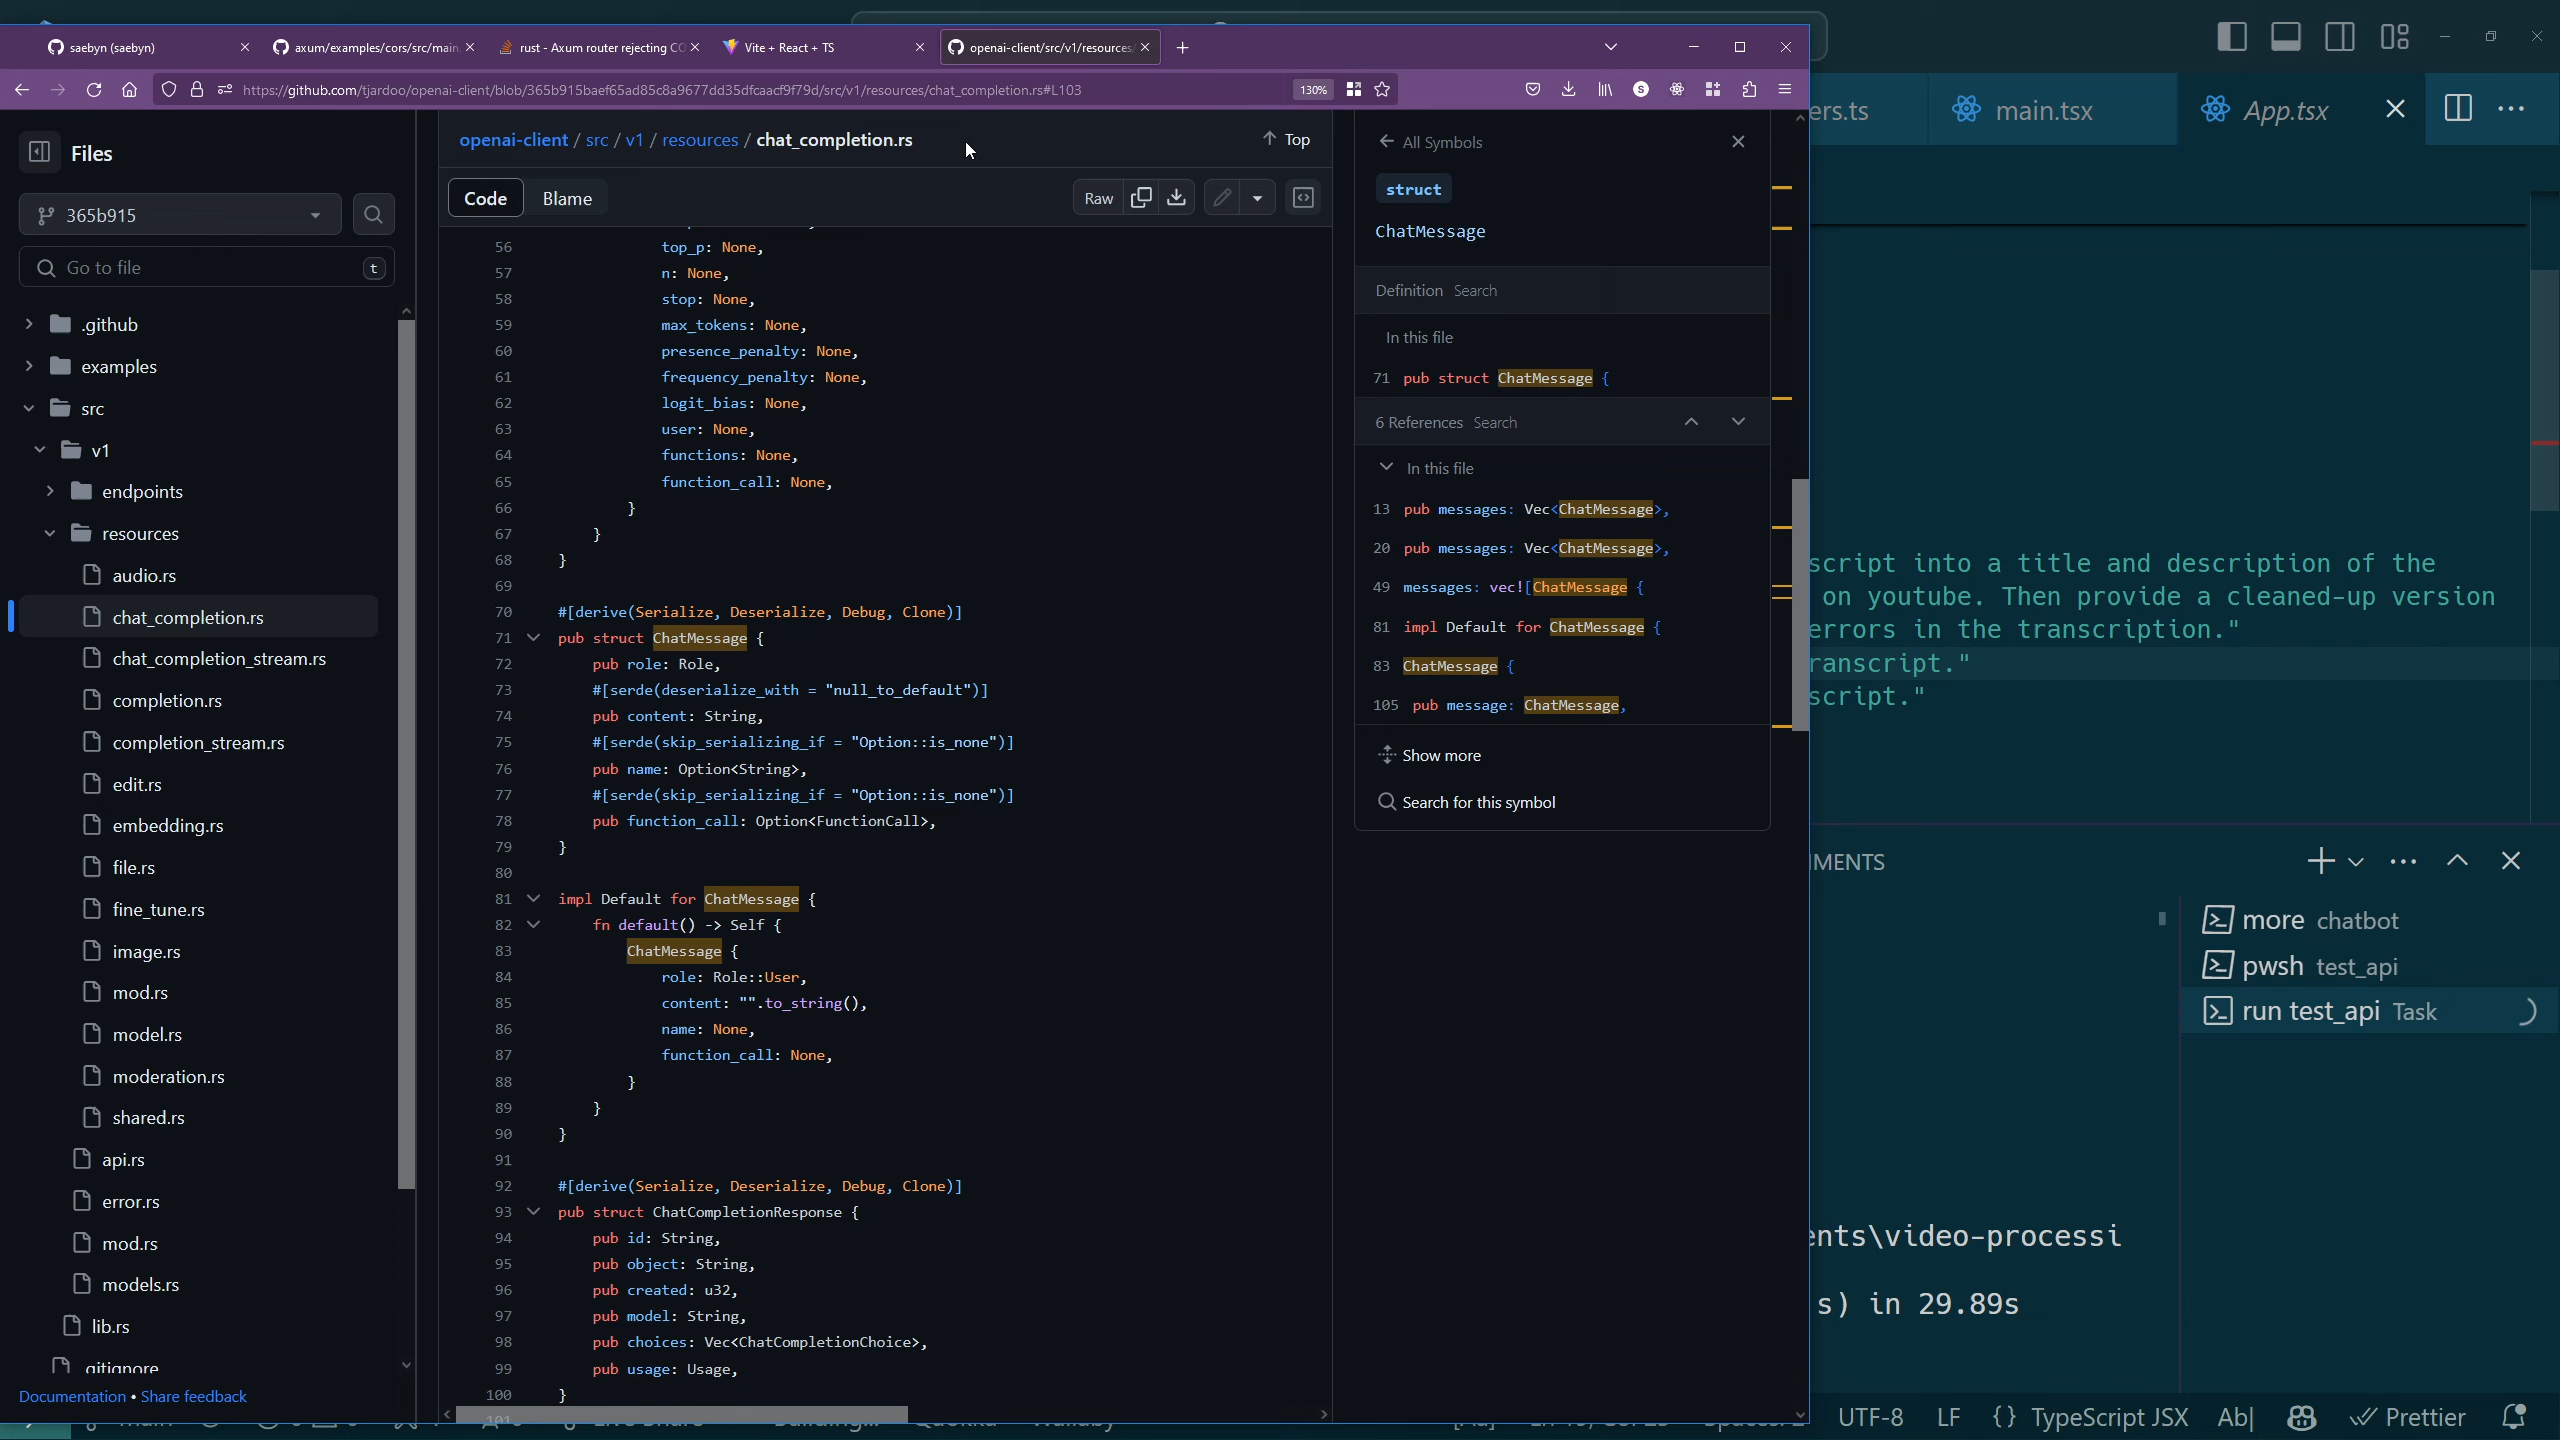 saebyn (saebyn)
axum/examples/cors/src/main.
rust - Axum router rejecting CO
Vite + React + TS
openai-client/src/v1/resources/
https://github.com/tjardoo/openai-client/blob/365b915baef65ad85c8a9677dd35dfcaacf9f79d/src/v1/resources/chat_completion.rs#L103
130%
Files
365b915
Go to file
t
.github
examples
src
v1
endpoints
resources
audio.rs
chat_completion.rs
chat_completion_stream.rs
completion.rs
completion_stream.rs
edit.rs
embedding.rs
file.rs
fine_tune.rs
image.rs
mod.rs
model.rs
moderation.rs
shared.rs
api.rs
error.rs
mod.rs
models.rs
lib.rs
.gitignore
Documentation • Share feedback
openai-client / src / v1 / resources / chat_completion.rs
Top
Code
Blame
Raw
56 top_p: None,
57 n: None,
58 stop: None,
59 max_tokens: None,
60 presence_penalty: None,
61 frequency_penalty: None,
62 logit_bias: None,
63 user: None,
64 functions: None,
65 function_call: None,
66 }
67 }
68 }
69
70 #[derive(Serialize, Deserialize, Debug, Clone)]
71 pub struct ChatMessage {
72 pub role: Role,
73 #[serde(deserialize_with = "null_to_default")]
74 pub content: String,
75 #[serde(skip_serializing_if = "Option::is_none")]
76 pub name: Option<String>,
77 #[serde(skip_serializing_if = "Option::is_none")]
78 pub function_call: Option<FunctionCall>,
79 }
80
81 impl Default for ChatMessage {
82 fn default() -> Self {
83 ChatMessage {
84 role: Role::User,
85 content: "".to_string(),
86 name: None,
87 function_call: None,
88 }
89 }
90 }
91
92 #[derive(Serialize, Deserialize, Debug, Clone)]
93 pub struct ChatCompletionResponse {
94 pub id: String,
95 pub object: String,
96 pub created: u32,
97 pub model: String,
98 pub choices: Vec<ChatCompletionChoice>,
99 pub usage: Usage,
100 }
101
All Symbols
struct
ChatMessage
Definition Search
In this file
71 pub struct ChatMessage {
6 References Search
In this file
13 pub messages: Vec<ChatMessage>,
20 pub messages: Vec<ChatMessage>,
49 messages: vec![ChatMessage {
81 impl Default for ChatMessage {
83 ChatMessage {
105 pub message: ChatMessage,
Show more
Search for this symbol
ers.ts
main.tsx
App.tsx
script into a title and description of the
on youtube. Then provide a cleaned-up version
errors in the transcription."
ranscript."
script."
MENTS
more chatbot
pwsh test_api
run test_api Task
ents\video-processi
s) in 29.89s
UTF-8
LF
{} TypeScript JSX
Ab|
Prettier